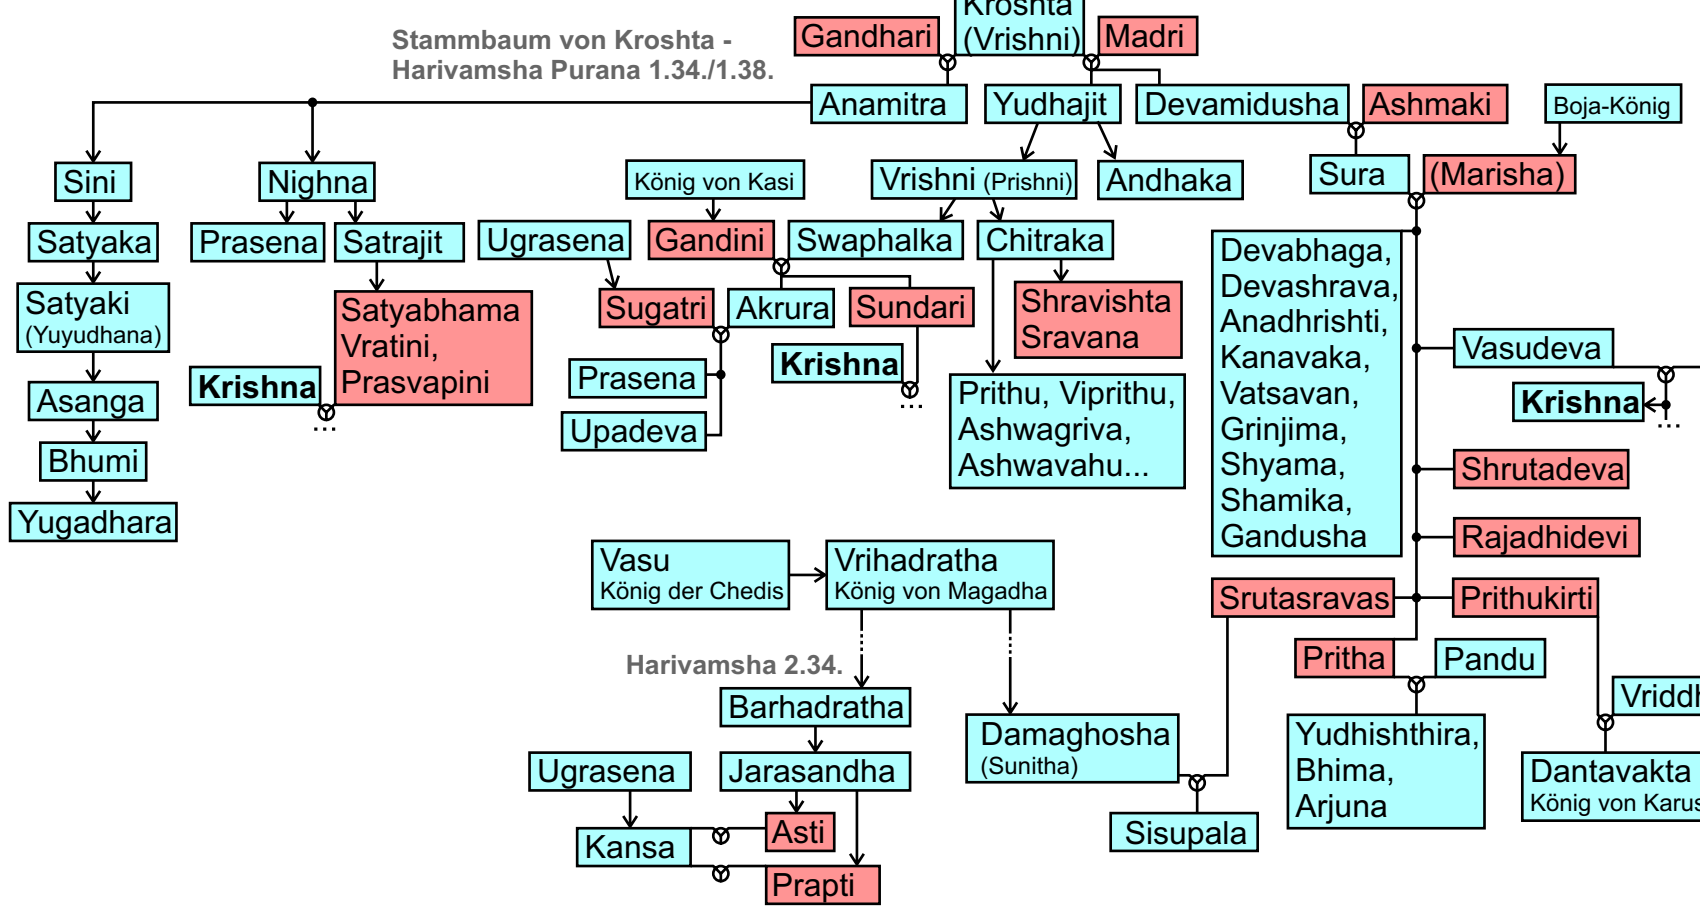 Kroshta
(Vrishni)
Gandhari
Madri
Stammbaum von Kroshta -
Harivamsha Purana 1.34./1.38.
Anamitra
Yudhajit
Devamidusha
Ashmaki
Boja-König
Sini
Nighna
König von Kasi
Vrishni (Prishni)
Andhaka
Sura
(Marisha)
Satyaka
Prasena
Satrajit
Ugrasena
Gandini
Swaphalka
Chitraka
Satyaki
(Yuyudhana)
Satyabhama
Vratini,
Prasvapini
Sugatri
Akrura
Sundari
Shravishta
Sravana
Devabhaga,
Devashrava,
Anadhrishti,
Kanavaka,
Vatsavan,
Grinjima,
Shyama,
Shamika,
Gandusha
Vasudeva
Krishna
Krishna
...
Krishna
...
Krishna
...
Asanga
Prasena
Upadeva
Prithu, Viprithu,
Ashwagriva,
Ashwavahu...
Bhumi
Yugadhara
Shrutadeva
Rajadhidevi
Vasu
König der Chedis
Vrihadratha
König von Magadha
Srutasravas
Prithukirti
Pritha
Pandu
Harivamsha 2.34.
Barhadratha
Damaghosha
(Sunitha)
Yudhishthira,
Bhima,
Arjuna
Dantavakta
König von
Ugrasena
Jarasandha
Kansa
Asti
Prapti
Sisupala